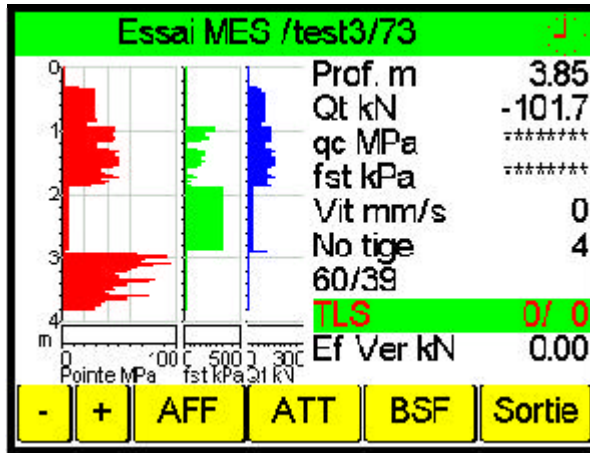 Essai MES /test3/73
Prof. m 3.85
Qt kN -101.7
qc MPa ********
fst kPa ********
Vit mm/s 0
No tige 4
60/39
TLS 0/ 0
Ef Ver kN 0.00
0
1
2
3
4
m
0 100 0 500 0 300
Pointe MPa fst kPa Qt kN
- + AFF ATT BSF Sortie